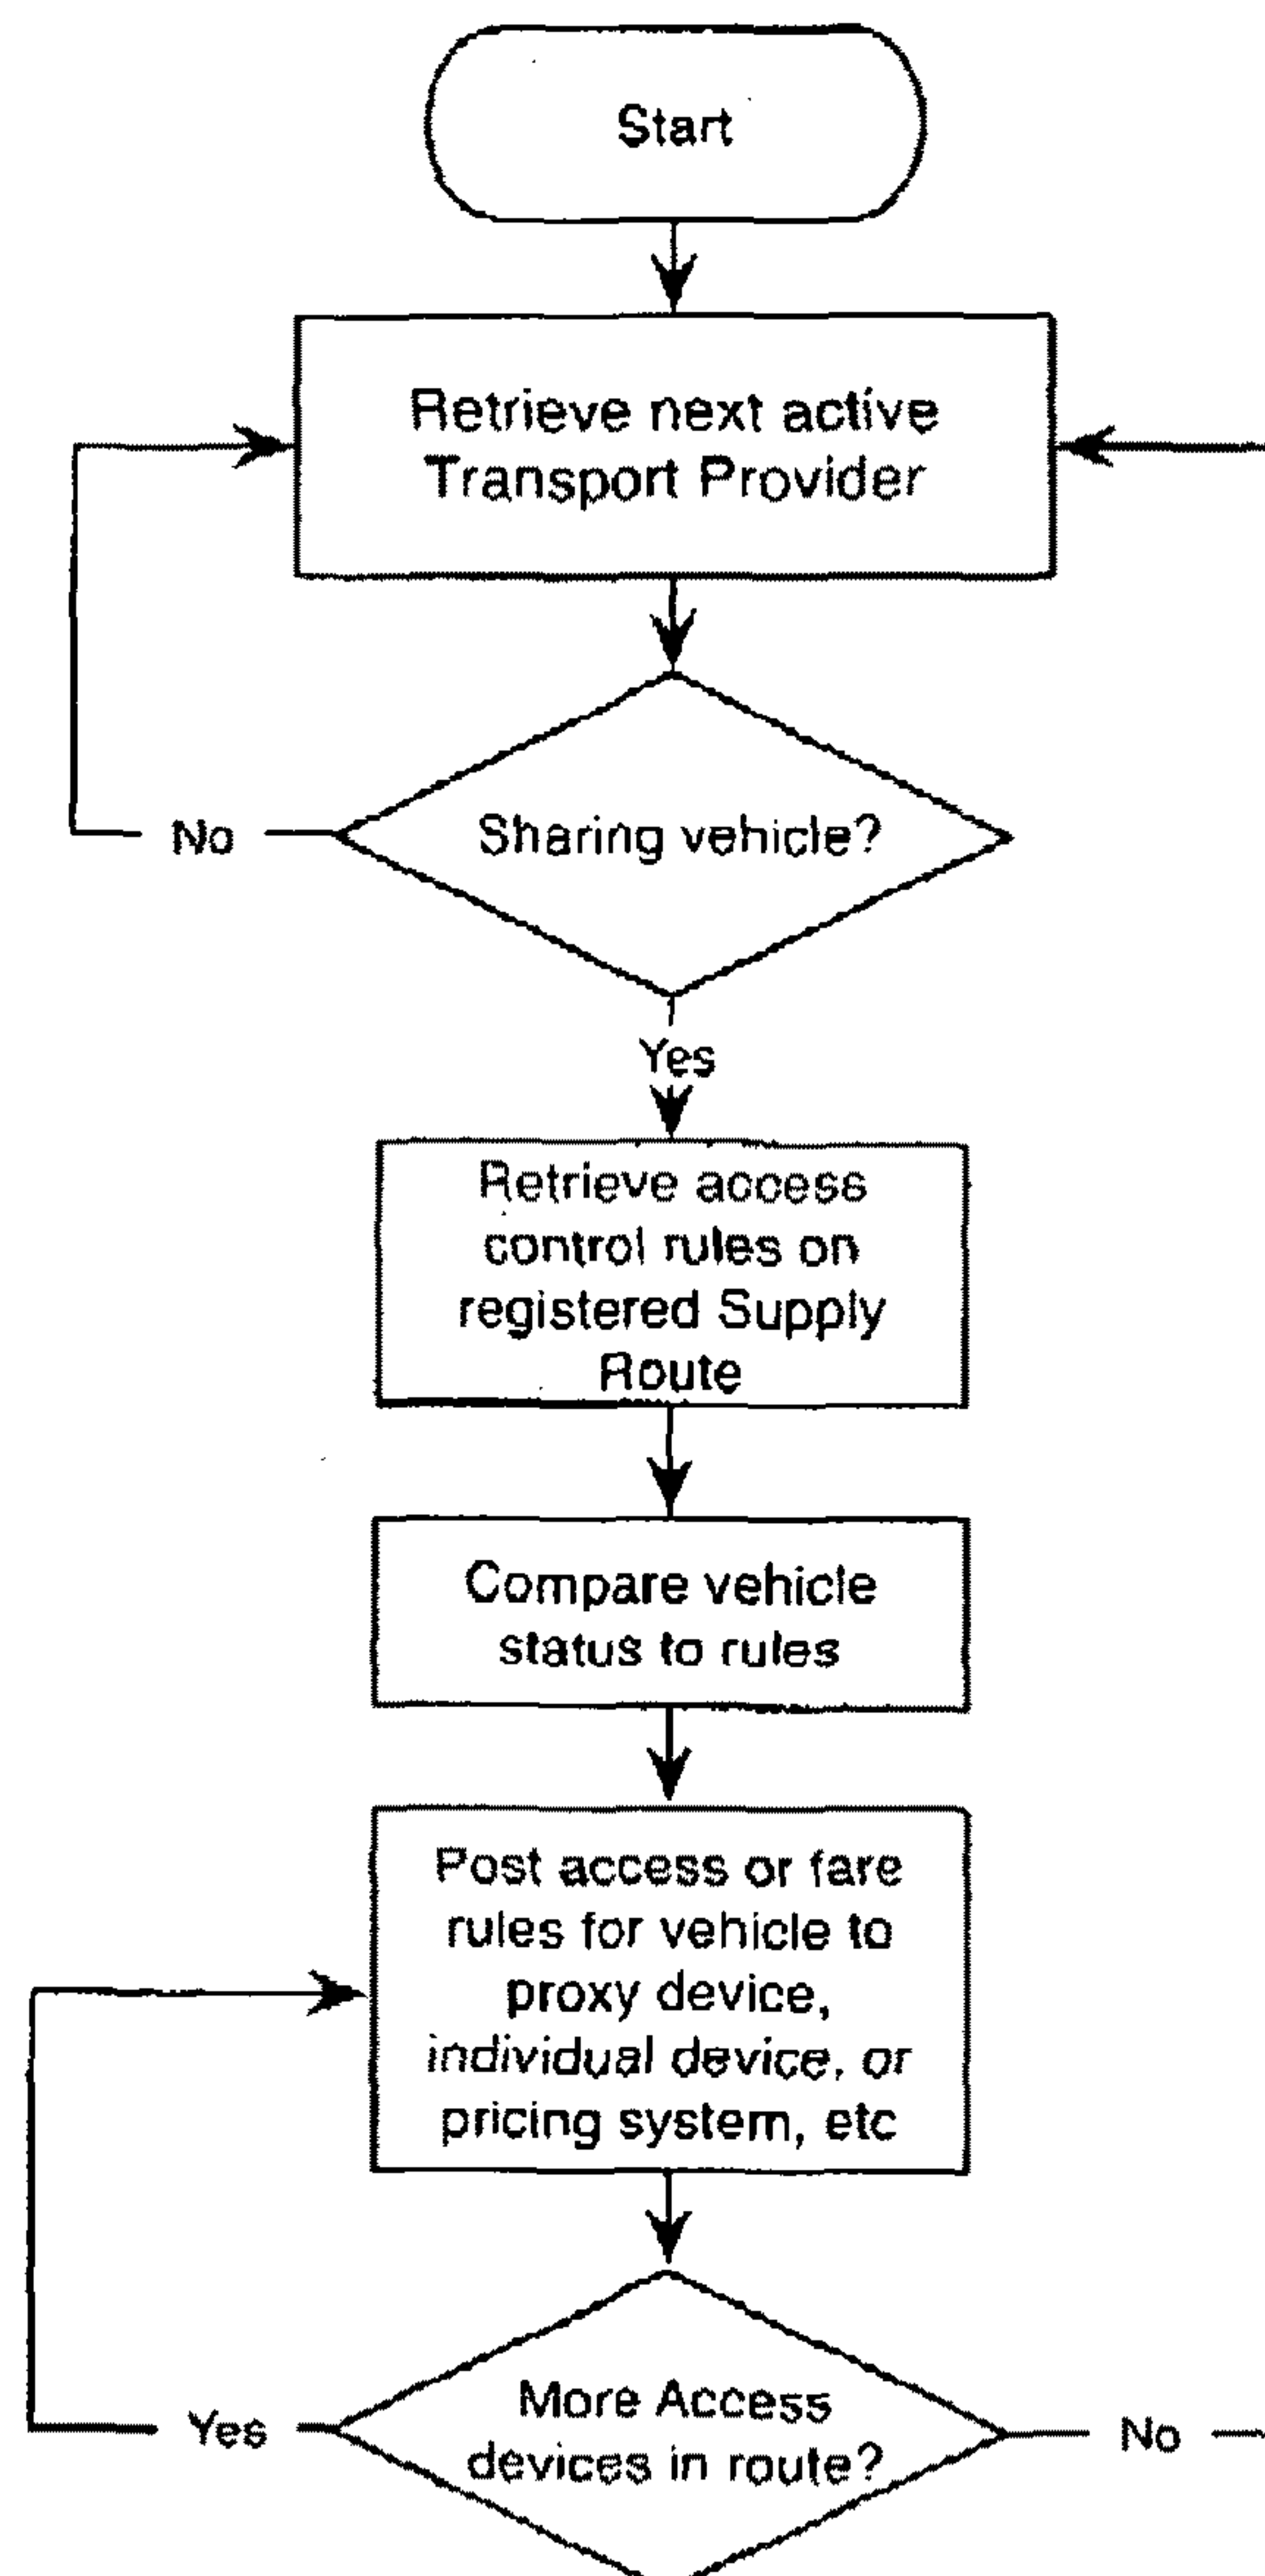 Start
Retrieve next active
Transport Provider
Sharing vehicle?
No
Yes
Retrieve access
control rules on
registered Supply
Route
Compare vehicle
status to rules
Post access or fare
rules for vehicle to
proxy device,
individual device, or
pricing system, etc
More Access
devices in route?
Yes
No